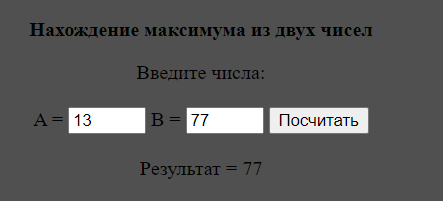 Нахождение максимума из двух чисел
Введите числа:
A = 13 B = 77 Посчитать
Результат = 77